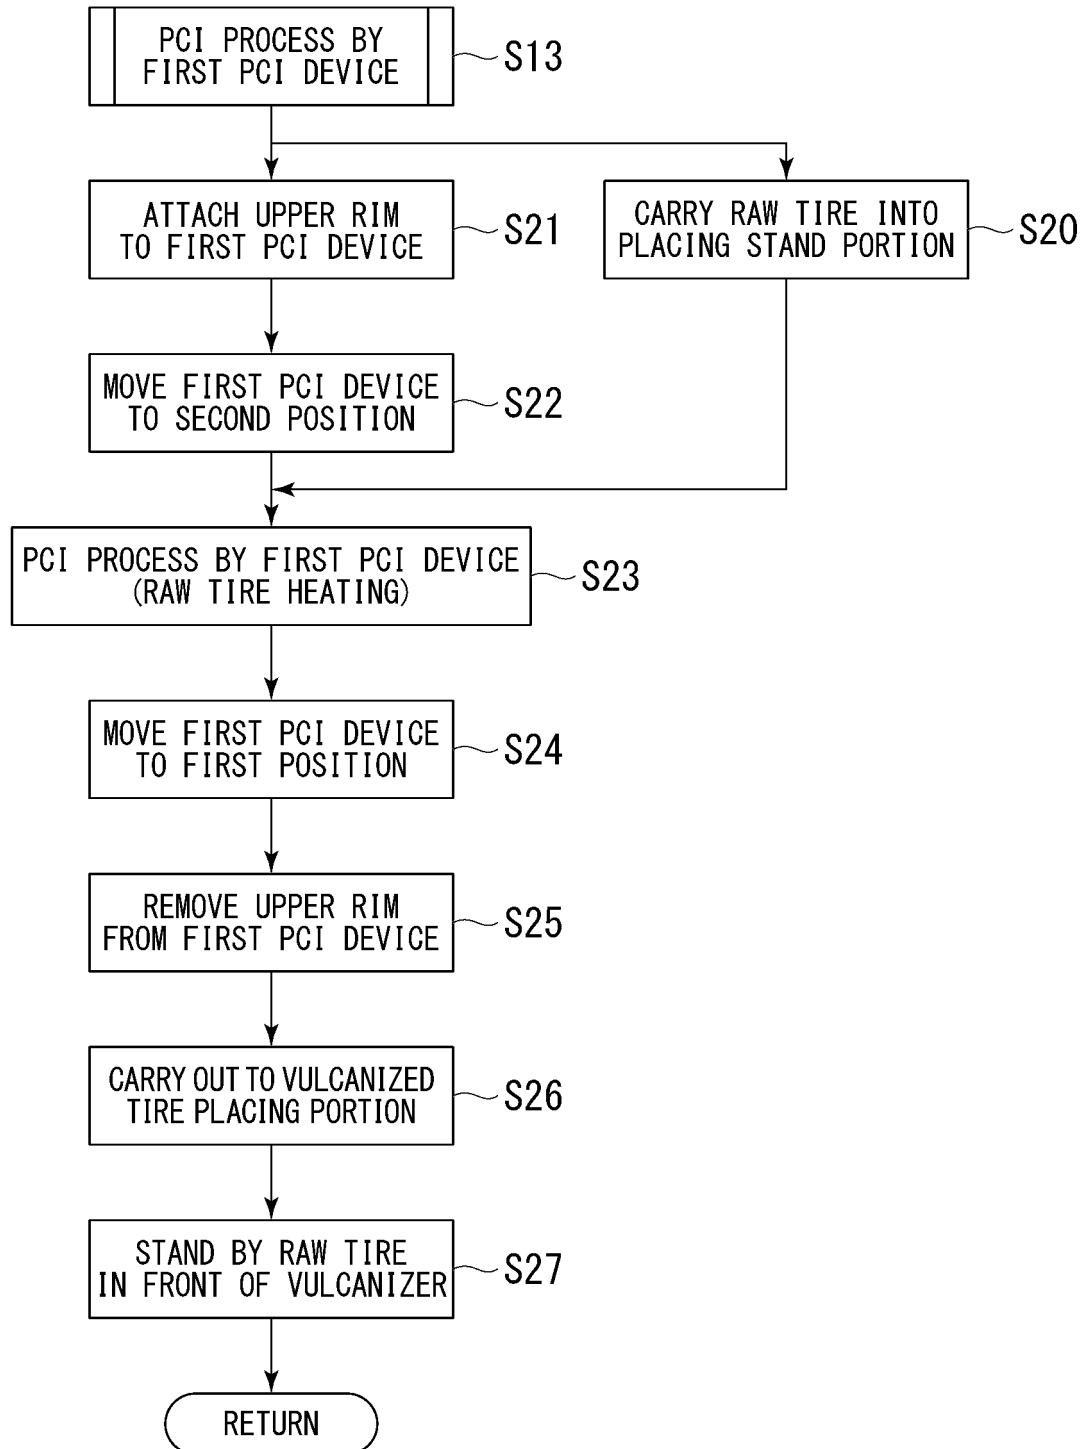 PCI PROCESS BY
FIRST PCI DEVICE
S13
ATTACH UPPER RIM
TO FIRST PCI DEVICE
S21
CARRY RAW TIRE INTO
PLACING STAND PORTION
S20
MOVE FIRST PCI DEVICE
TO SECOND POSITION
S22
PCI PROCESS BY FIRST PCI DEVICE
(RAW TIRE HEATING)
S23
MOVE FIRST PCI DEVICE
TO FIRST POSITION
S24
REMOVE UPPER RIM
FROM FIRST PCI DEVICE
S25
CARRY OUT TO VULCANIZED
TIRE PLACING PORTION
S26
STAND BY RAW TIRE
IN FRONT OF VULCANIZER
S27
RETURN